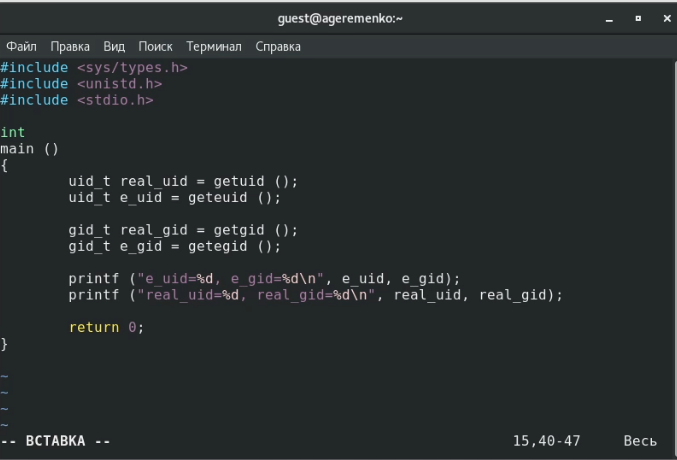 guest@ageremenko:~
Файл Правка Вид Поиск Терминал Справка
#include <sys/types.h>
#include <unistd.h>
#include <stdio.h>
int
main ()
{
        uid_t real_uid = getuid ();
        uid_t e_uid = geteuid ();
        gid_t real_gid = getgid ();
        gid_t e_gid = getegid ();
        printf ("e_uid=%d, e_gid=%d\n", e_uid, e_gid);
        printf ("real_uid=%d, real_gid=%d\n", real_uid, real_gid);
        return 0;
}
~
~
~
~
-- ВСТАВКА -- 15,40-47 Весь